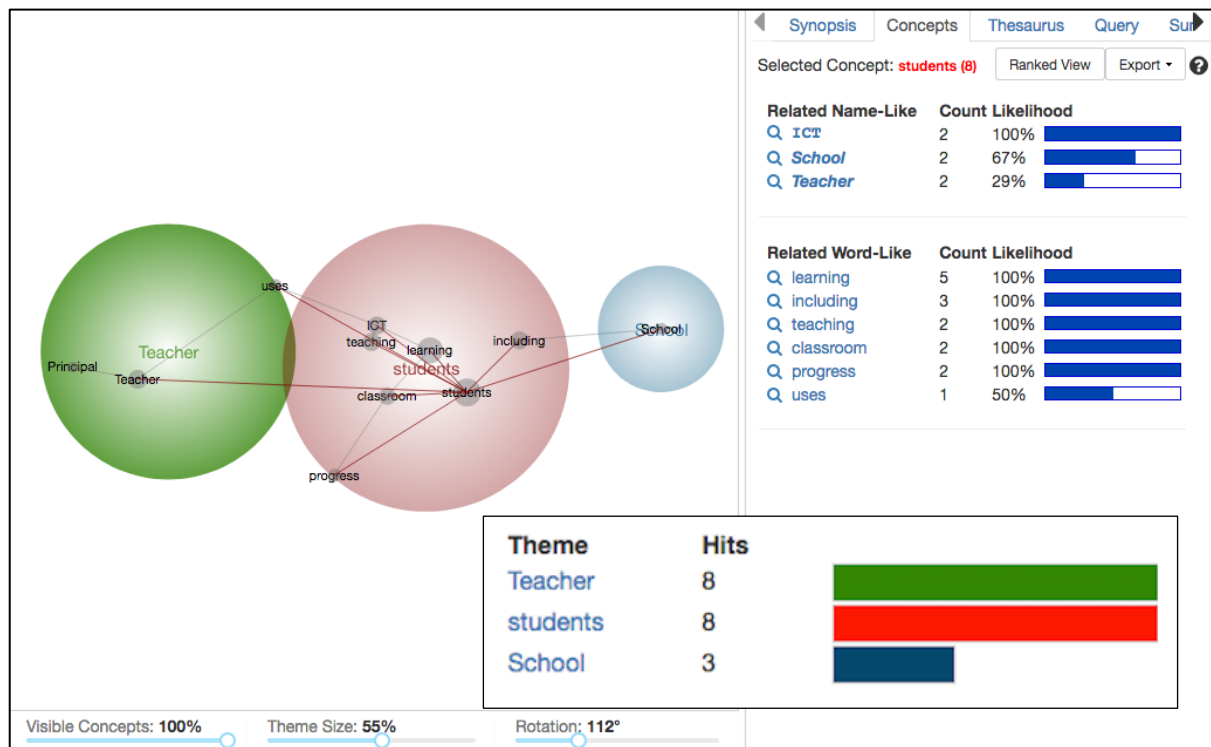 Synopsis Concepts Thesaurus Query Sur
Selected Concept: students (8) Ranked View Export
Related Name-Like Count Likelihood
ICT 2 100%
School 2 67%
Teacher 2 29%
Related Word-Like Count Likelihood
learning 5 100%
including 3 100%
teaching 2 100%
classroom 2 100%
progress 2 100%
uses 1 50%
uses
ICT
teaching
learning
including
School
School
Teacher
Principal
Teacher
students
classroom
students
progress
Theme Hits
Teacher 8
students 8
School 3
Visible Concepts: 100% Theme Size: 55% Rotation: 112°